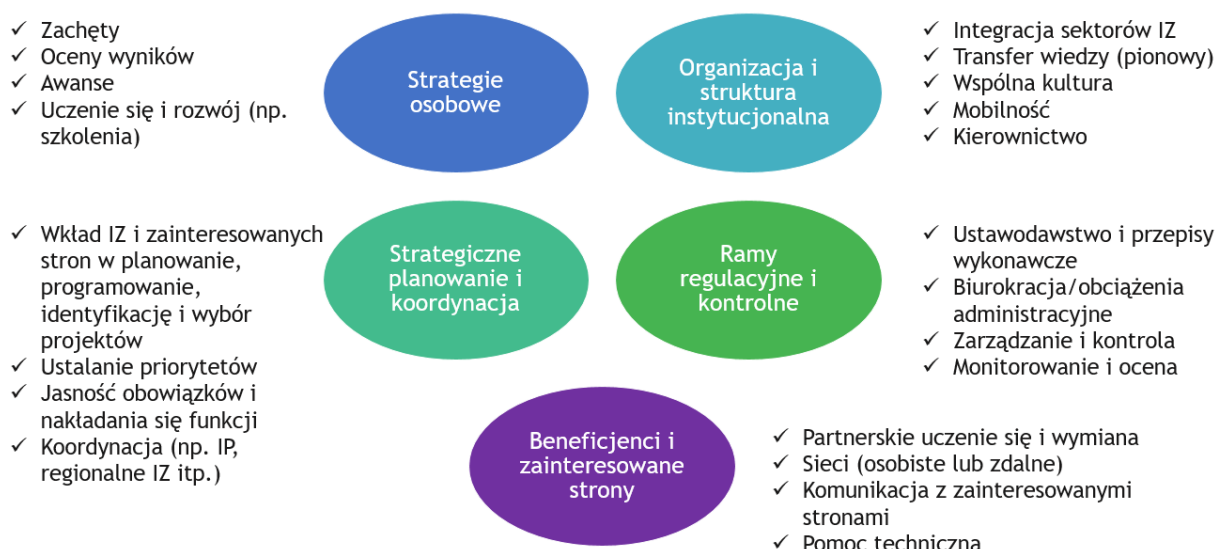 ✓ Zachęty
✓ Oceny wyników
✓ Awanse
✓ Uczenie się i rozwój (np.
szkolenia)
Strategie
osobowe
Organizacja i
struktura
instytucjonalna
✓ Integracja sektorów IZ
✓ Transfer wiedzy (pionowy)
✓ Wspólna kultura
✓ Mobilność
✓ Kierownictwo
✓ Wkład IZ i zainteresowanych
stron w planowanie,
programowanie,
identyfikację i wybór
projektów
✓ Ustalanie priorytetów
✓ Jasność obowiązków i
nakładania się funkcji
✓ Koordynacja (np. IP,
regionalne IZ itp.)
Strategiczne
planowanie i
koordynacja
Ramy
regulacyjne i
kontrolne
✓ Ustawodawstwo i przepisy
wykonawcze
✓ Biurokracja/obciążenia
administracyjne
✓ Zarządzanie i kontrola
✓ Monitorowanie i ocena
Beneficjenci i
zainteresowane
strony
✓ Partnerskie uczenie się i wymiana
✓ Sieci (osobiste lub zdalne)
✓ Komunikacja z zainteresowanymi
stronami
✓ Pomoc techniczna